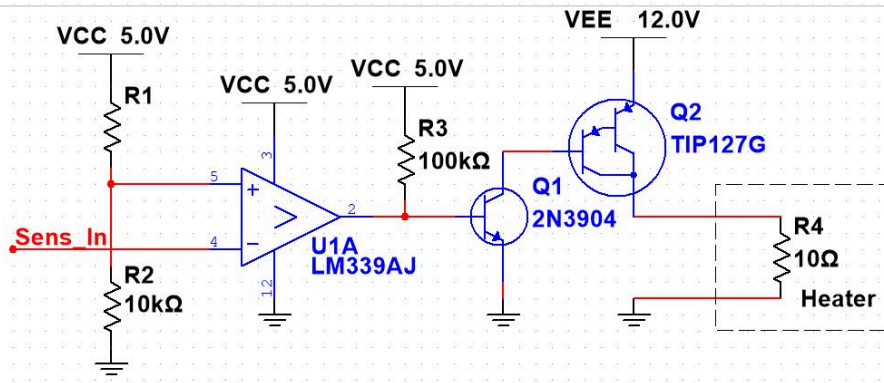 VCC 5.0V
R1
VCC 5.0V
VCC 5.0V
R3
100kΩ
VEE 12.0V
Q2
TIP127G
5
3
2
4
12
+
>
−
U1A
LM339AJ
Q1
2N3904
Sens_In
R2
10kΩ
R4
10Ω
Heater